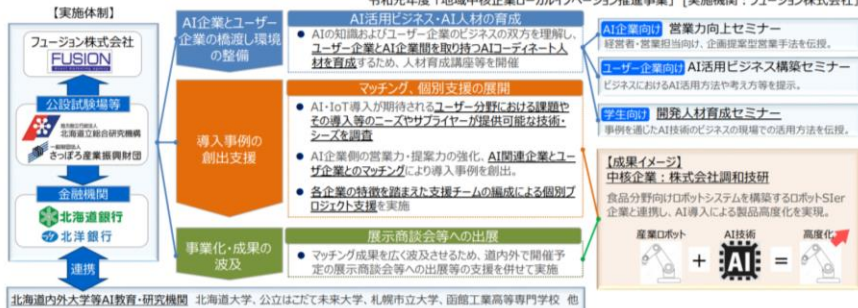 令和元年度「地域中核企業ローカルイノベーション推進事業」[実施機関:フュージョン株式会社]
【実施体制】
フュージョン株式会社
FUSION
公設試験場等
地方独立行政法人
北海道立総合研究機構
一般財団法人
さっぽろ産業振興財団
金融機関
北海道銀行
北洋銀行
連携
北海道内外大学等AI教育・研究機関 北海道大学、公立はこだて未来大学、札幌市立大学、函館工業高等専門学校 他
AI企業とユーザー
企業の橋渡し環境
の整備
AI活用ビジネス・AI人材の育成
● AIの知識およびユーザー企業のビジネスの双方を理解し、
ユーザー企業とAI企業間を取り持つAIコーディネート人
材を育成するため、人材育成講座等を開催
導入事例の
創出支援
マッチング、個別支援の展開
● AI・IoT導入が期待されるユーザー分野における課題や
その導入等のニーズやサプライヤーが提供可能な技術・
シーズを調査
● AI企業側の営業力・提案力の強化、AI関連企業とユー
ザ企業とのマッチングにより導入事例を創出。
● 各企業の特徴を踏まえた支援チームの編成による個別プ
ロジェクト支援を実施
事業化・成果の
波及
展示商談会等への出展
● マッチング成果を広く波及させるため、道内外で開催予
定の展示商談会等への出展等の支援を併せて実施
AI企業向け 営業力向上セミナー
経営者・営業担当向け、企画提案型営業手法を伝授。
ユーザー企業向け AI活用ビジネス構築セミナー
ビジネスにおけるAI活用方法や考え方等を提示。
学生向け 開発人材育成セミナー
事例を通じたAI技術のビジネスの現場での活用方法を伝授。
【成果イメージ】
中核企業:株式会社調和技研
食品分野向けロボットシステムを構築するロボットSIer
企業と連携し、AI導入による製品高度化を実現。
産業ロボット AI技術 高度化
+ AI =